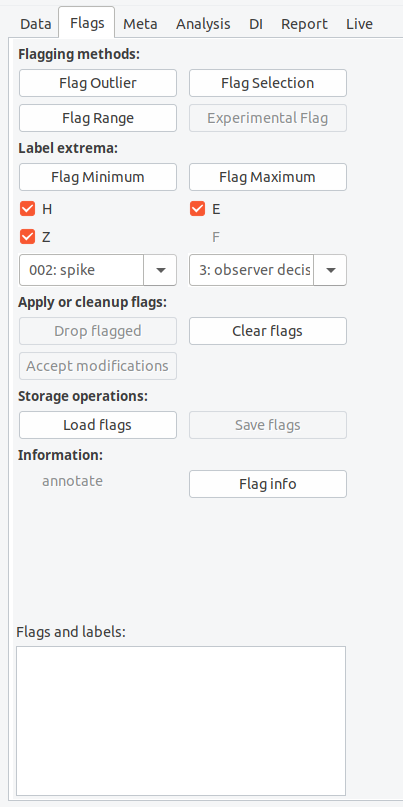 Data Flags Meta Analysis DI Report Live
Flagging methods:
Flag Outlier Flag Selection
Flag Range Experimental Flag
Label extrema:
Flag Minimum Flag Maximum
H E
Z F
002: spike 3: observer decis
Apply or cleanup flags:
Drop flagged Clear flags
Accept modifications
Storage operations:
Load flags Save flags
Information:
annotate Flag info
Flags and labels: